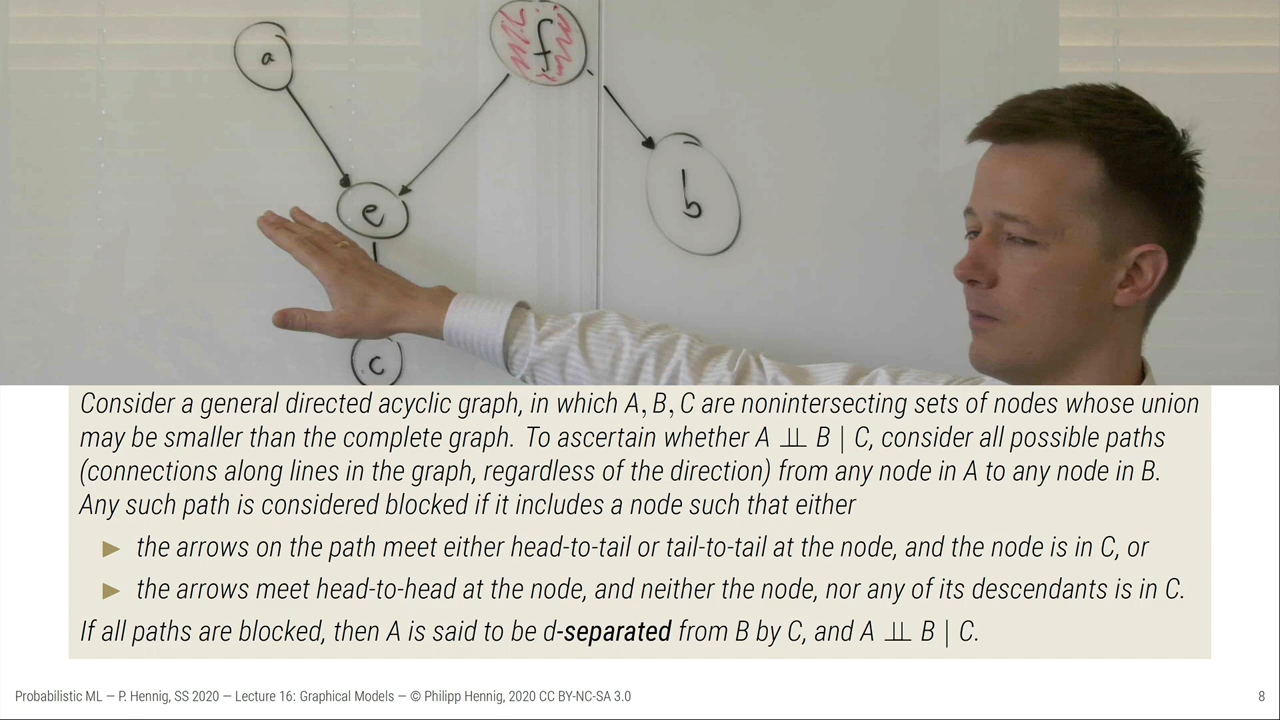 a
f
e
b
c
Consider a general directed acyclic graph, in which A, B, C are nonintersecting sets of nodes whose union
may be smaller than the complete graph. To ascertain whether A ⫫ B | C, consider all possible paths
(connections along lines in the graph, regardless of the direction) from any node in A to any node in B.
Any such path is considered blocked if it includes a node such that either
▶ the arrows on the path meet either head-to-tail or tail-to-tail at the node, and the node is in C, or
▶ the arrows meet head-to-head at the node, and neither the node, nor any of its descendants is in C.
If all paths are blocked, then A is said to be d-separated from B by C, and A ⫫ B | C.
Probabilistic ML — P. Hennig, SS 2020 — Lecture 16: Graphical Models — © Philipp Hennig, 2020 CC BY-NC-SA 3.0
8